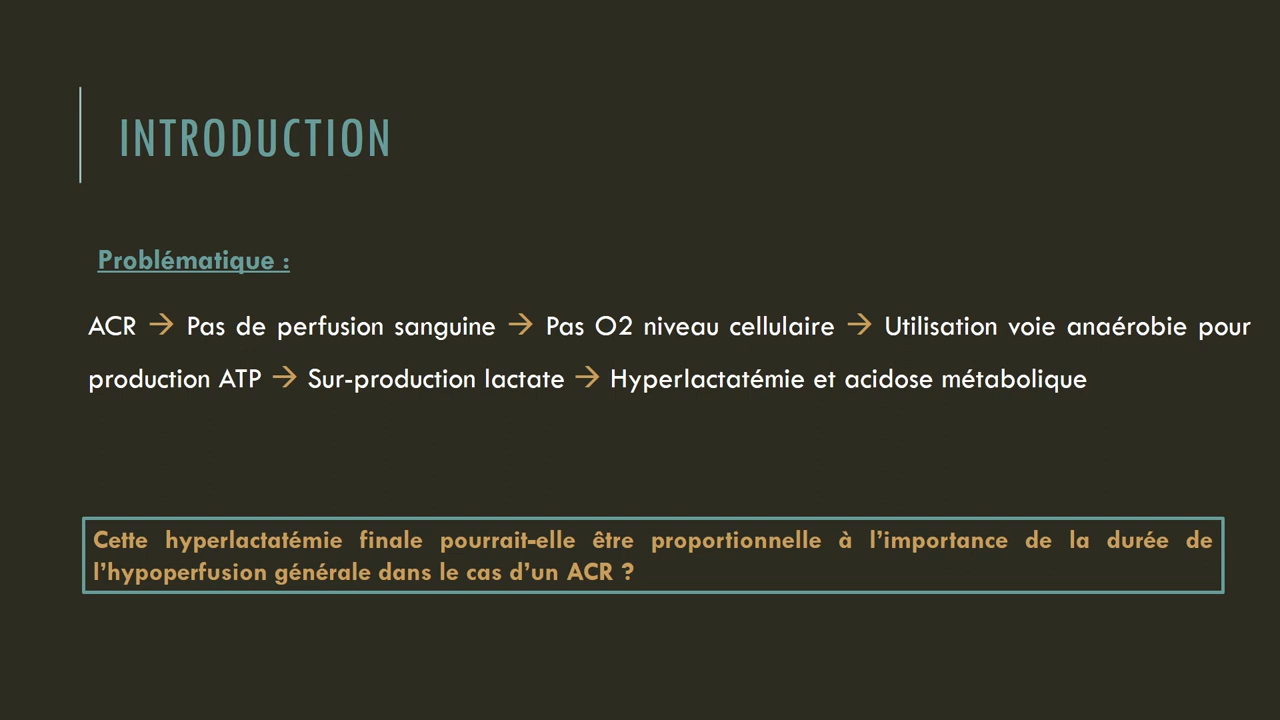 INTRODUCTION
Problématique :
ACR → Pas de perfusion sanguine → Pas O2 niveau cellulaire → Utilisation voie anaérobie pour
production ATP → Sur-production lactate → Hyperlactatémie et acidose métabolique
Cette hyperlactatémie finale pourrait-elle être proportionnelle à l’importance de la durée de
l’hypoperfusion générale dans le cas d’un ACR ?